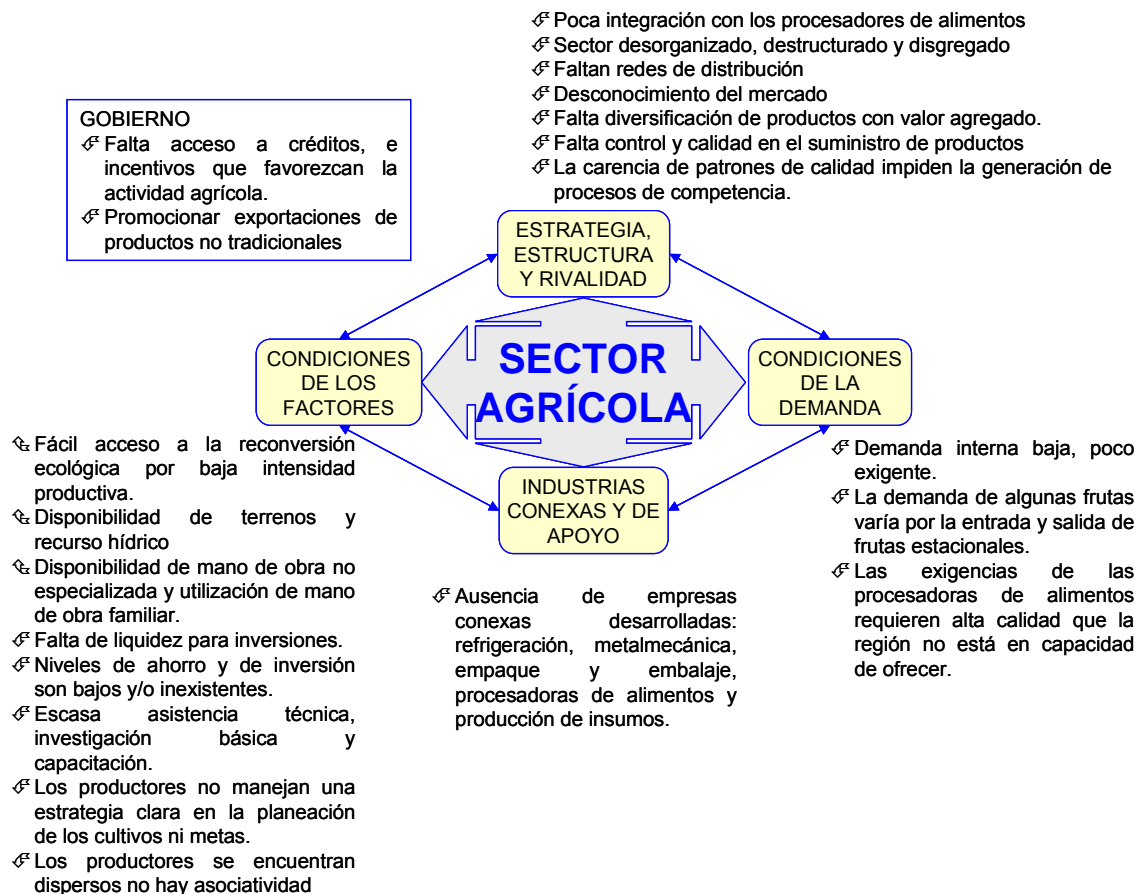 Poca integración con los procesadores de alimentos
Sector desorganizado, destructurado y disgregado
Faltan redes de distribución
Desconocimiento del mercado
Falta diversificación de productos con valor agregado.
Falta control y calidad en el suministro de productos
La carencia de patrones de calidad impiden la generación de
procesos de competencia.
GOBIERNO
Falta acceso a créditos, e
incentivos que favorezcan la
actividad agrícola.
Promocionar exportaciones de
productos no tradicionales
ESTRATEGIA,
ESTRUCTURA
Y RIVALIDAD
CONDICIONES
DE LOS
FACTORES
SECTOR
AGRÍCOLA
CONDICIONES
DE LA
DEMANDA
INDUSTRIAS
CONEXAS Y DE
APOYO
Fácil acceso a la reconversión
ecológica por baja intensidad
productiva.
Disponibilidad de terrenos y
recurso hídrico
Disponibilidad de mano de obra no
especializada y utilización de mano
de obra familiar.
Falta de liquidez para inversiones.
Niveles de ahorro y de inversión
son bajos y/o inexistentes.
Escasa asistencia técnica,
investigación básica y
capacitación.
Los productores no manejan una
estrategia clara en la planeación
de los cultivos ni metas.
Los productores se encuentran
dispersos no hay asociatividad
Ausencia de empresas
conexas desarrolladas:
refrigeración, metalmecánica,
empaque y embalaje,
procesadoras de alimentos y
producción de insumos.
Demanda interna baja, poco
exigente.
La demanda de algunas frutas
varía por la entrada y salida de
frutas estacionales.
Las exigencias de las
procesadoras de alimentos
requieren alta calidad que la
región no está en capacidad
de ofrecer.